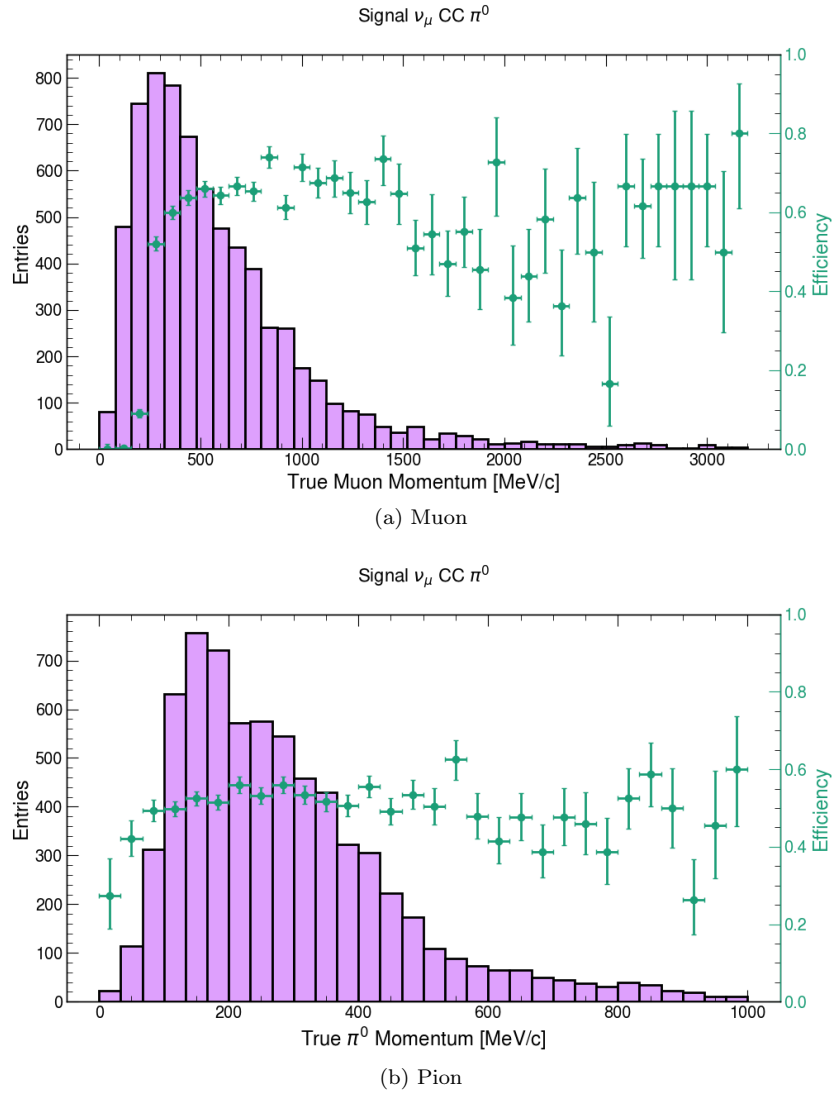 Signal ν_μ CC π⁰
800
700
600
500
400
300
200
100
0
Entries
1.0
0.8
0.6
0.4
0.2
0.0
Efficiency
0 500 1000 1500 2000 2500 3000
True Muon Momentum [MeV/c]
(a) Muon
Signal ν_μ CC π⁰
700
600
500
400
300
200
100
0
Entries
1.0
0.8
0.6
0.4
0.2
0.0
Efficiency
0 200 400 600 800 1000
True π⁰ Momentum [MeV/c]
(b) Pion